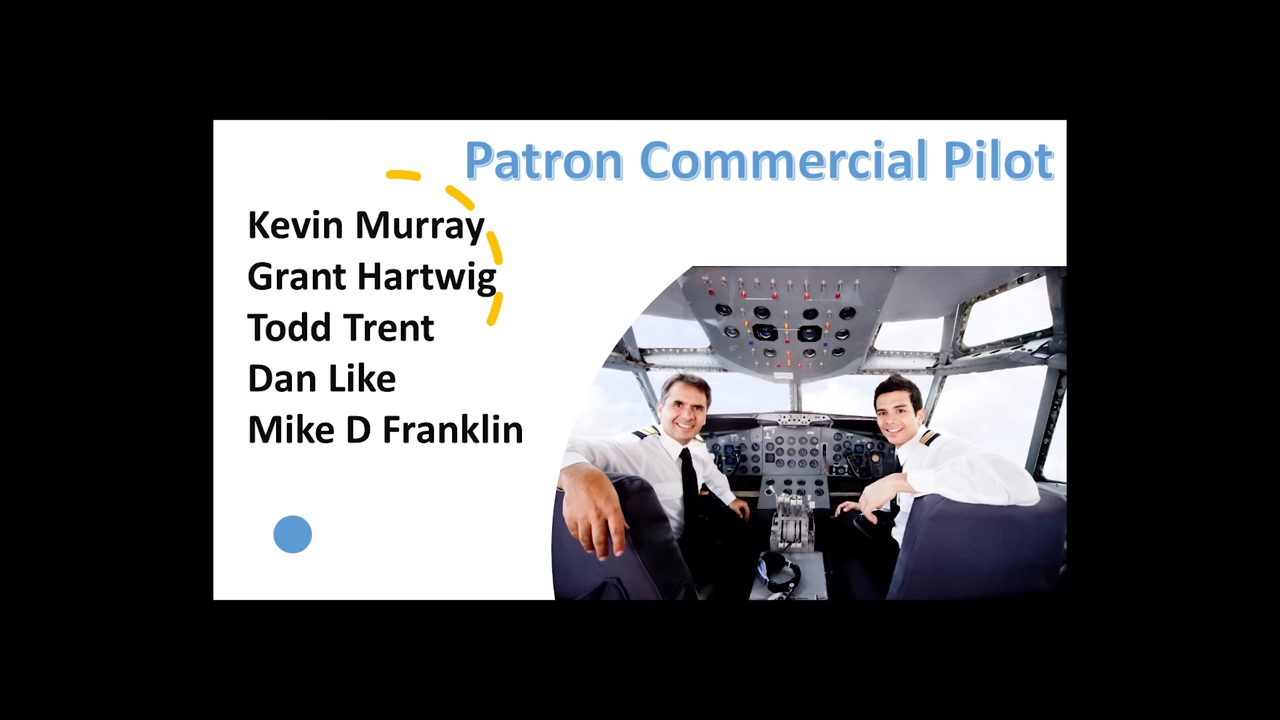 Patron Commercial Pilot
Kevin Murray
Grant Hartwig
Todd Trent
Dan Like
Mike D Franklin